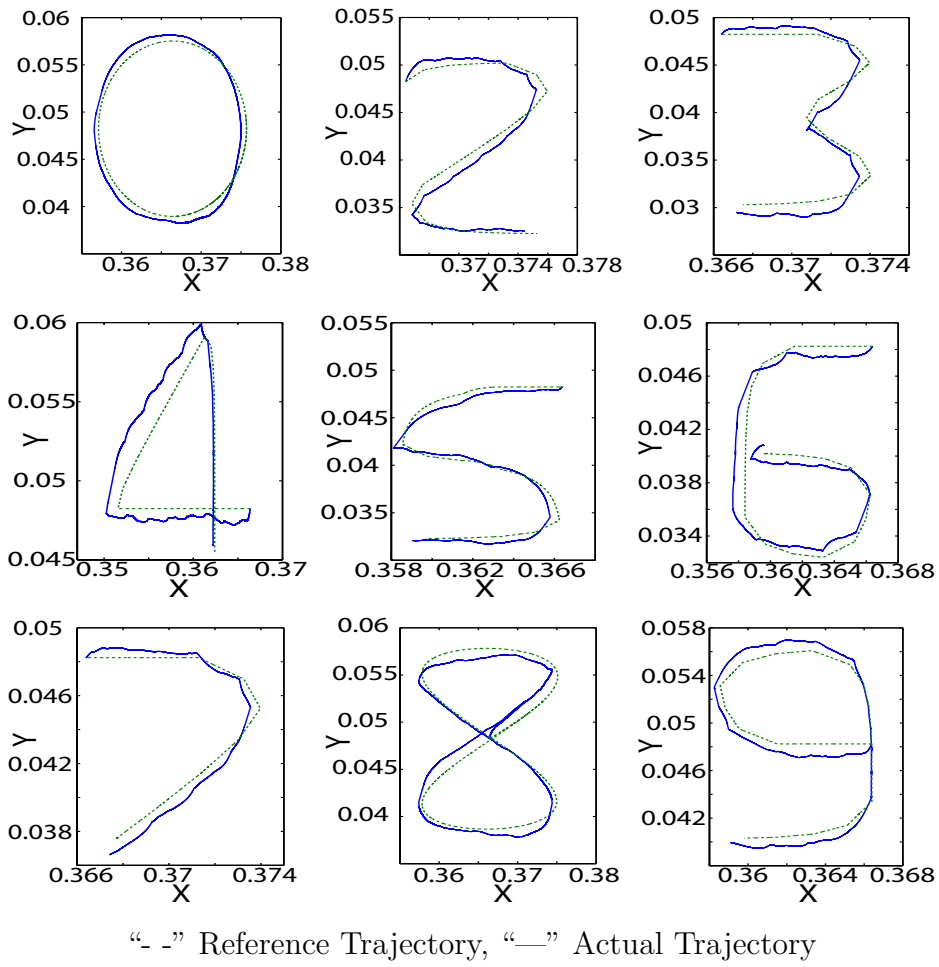 0.06 0.055 0.05 0.045 0.04 Y 0.36 0.37 0.38 X
0.055 0.05 0.045 0.04 0.035 Y 0.37 0.374 0.378 X
0.05 0.045 0.04 0.035 0.03 Y 0.366 0.37 0.374 X
0.06 0.055 0.05 0.045 Y 0.35 0.36 0.37 X
0.055 0.05 0.045 0.04 0.035 Y 0.358 0.362 0.366 X
0.05 0.046 0.042 0.038 0.034 Y 0.356 0.36 0.364 0.368 X
0.05 0.046 0.042 0.038 Y 0.366 0.37 0.374 X
0.06 0.055 0.05 0.045 0.04 Y 0.36 0.37 0.38 X
0.058 0.054 0.05 0.046 0.042 Y 0.36 0.364 0.368 X
“- -” Reference Trajectory, “—” Actual Trajectory